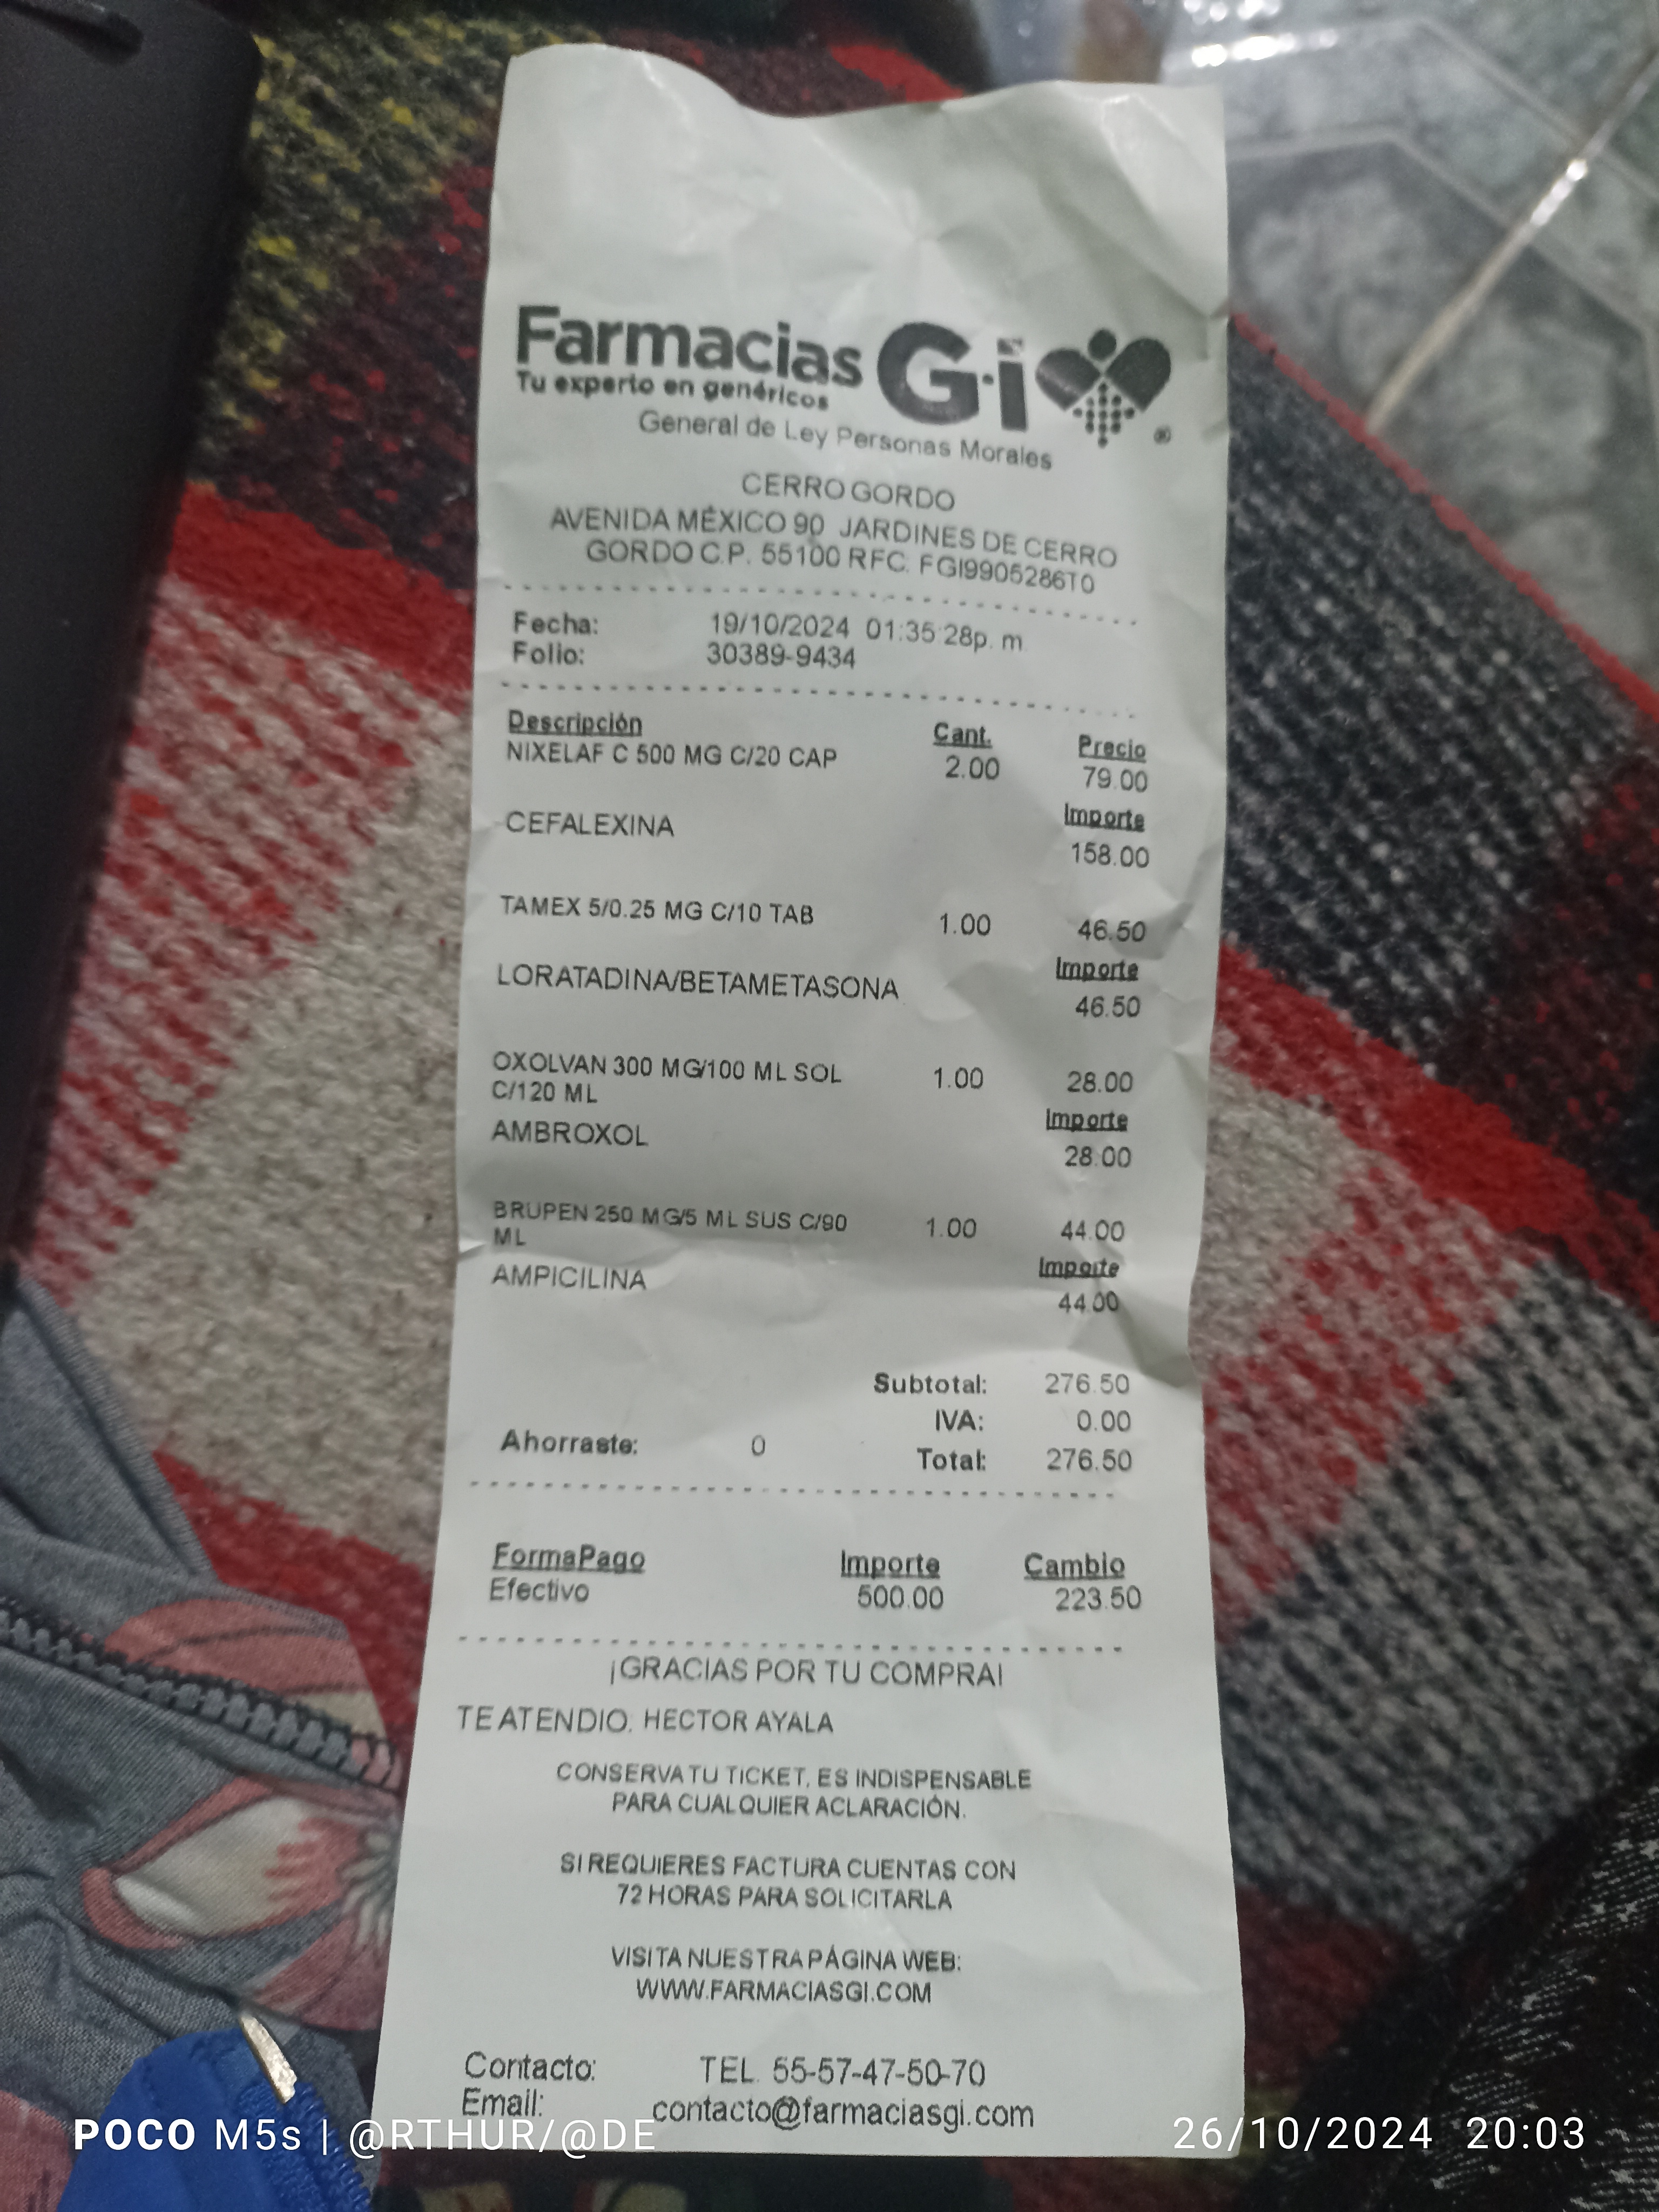 Farmacias G·i ®
Tu experto en genéricos
General de Ley Personas Morales
CERRO GORDO
AVENIDA MÉXICO 90 JARDINES DE CERRO
GORDO C.P. 55100 RFC. FGI9905286T0
Fecha: 19/10/2024 01:35:28p. m
Folio: 30389-9434
Descripción Cant. Precio
NIXELAF C 500 MG C/20 CAP 2.00 79.00
Importe
CEFALEXINA 158.00
TAMEX 5/0.25 MG C/10 TAB 1.00 46.50
Importe
LORATADINA/BETAMETASONA 46.50
OXOLVAN 300 MG/100 ML SOL 1.00 28.00
C/120 ML
Importe
AMBROXOL 28.00
BRUPEN 250 MG/5 ML SUS C/90 1.00 44.00
ML
Importe
AMPICILINA 44.00
Subtotal: 276.50
IVA: 0.00
Ahorraste: 0 Total: 276.50
FormaPago Importe Cambio
Efectivo 500.00 223.50
¡GRACIAS POR TU COMPRA!
TE ATENDIO: HECTOR AYALA
CONSERVA TU TICKET, ES INDISPENSABLE
PARA CUALQUIER ACLARACIÓN.
SI REQUIERES FACTURA CUENTAS CON
72 HORAS PARA SOLICITARLA
VISITA NUESTRA PÁGINA WEB:
WWW.FARMACIASGI.COM
Contacto: TEL. 55-57-47-50-70
Email: contacto@farmaciasgi.com
POCO M5s | @RTHUR/@DE 26/10/2024 20:03